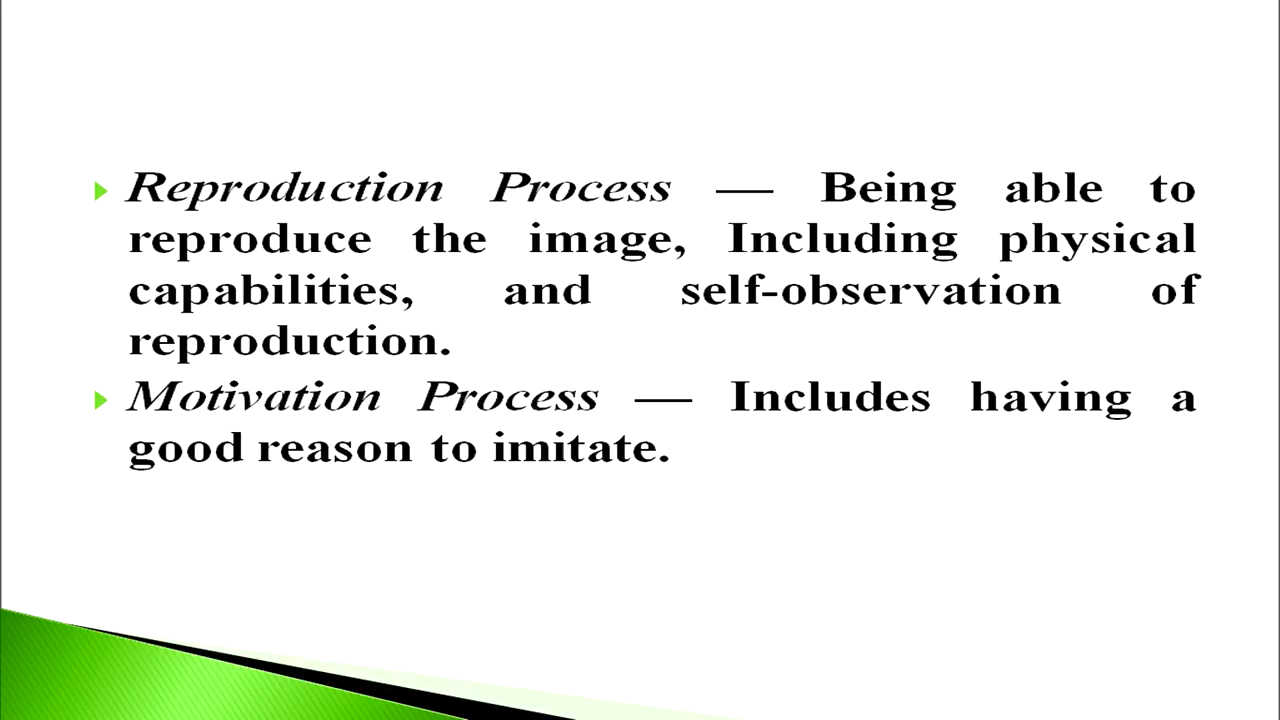 Reproduction Process — Being able to
reproduce the image, Including physical
capabilities, and self-observation of
reproduction.
Motivation Process — Includes having a
good reason to imitate.